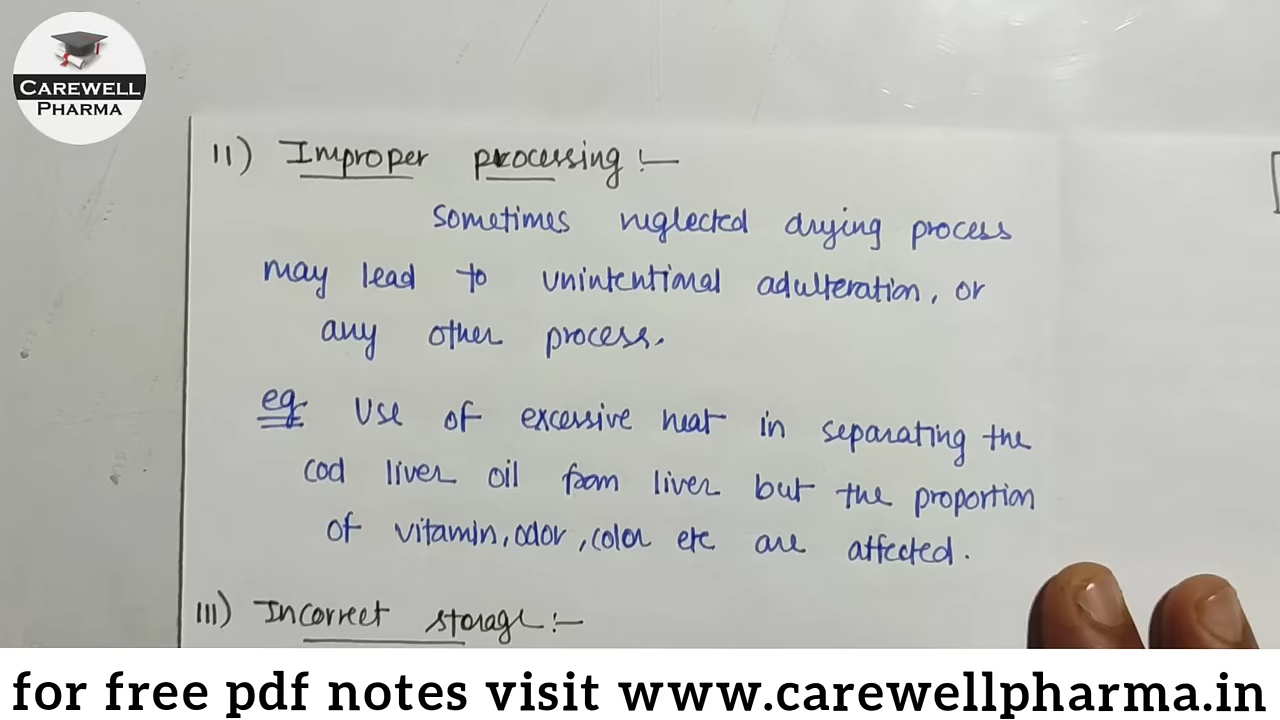 CAREWELL
PHARMA
II) Improper processing :-
Sometimes neglected drying process
may lead to unintentional adulteration, or
any other process.
eg. Use of excessive heat in separating the
cod liver oil from liver but the proportion
of vitamin, odor, color etc are affected.
III) Incorrect storage :-
for free pdf notes visit www.carewellpharma.in